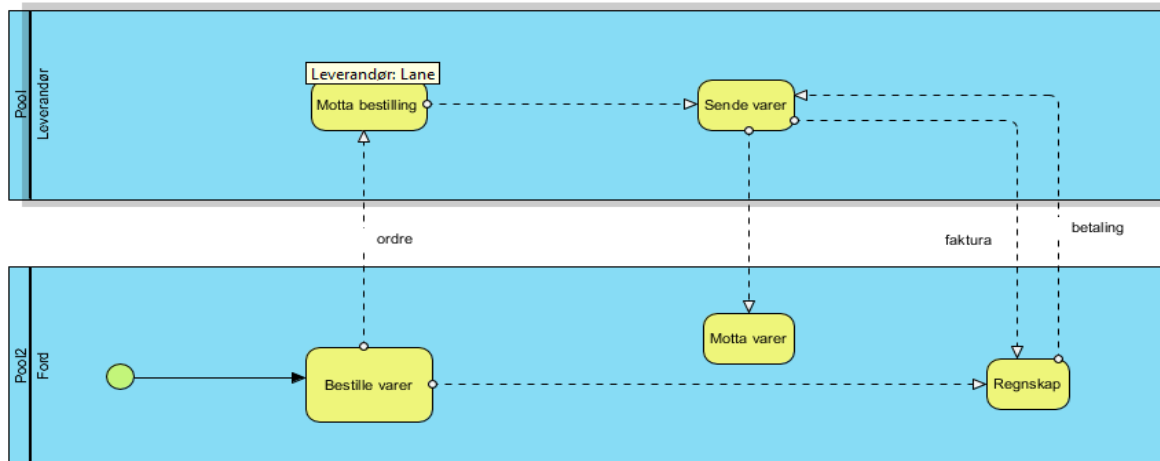 Pool
Leverandør
Leverandør: Lane
Motta bestilling
Sende varer
ordre
faktura
betaling
Pool2
Ford
Bestille varer
Motta varer
Regnskap